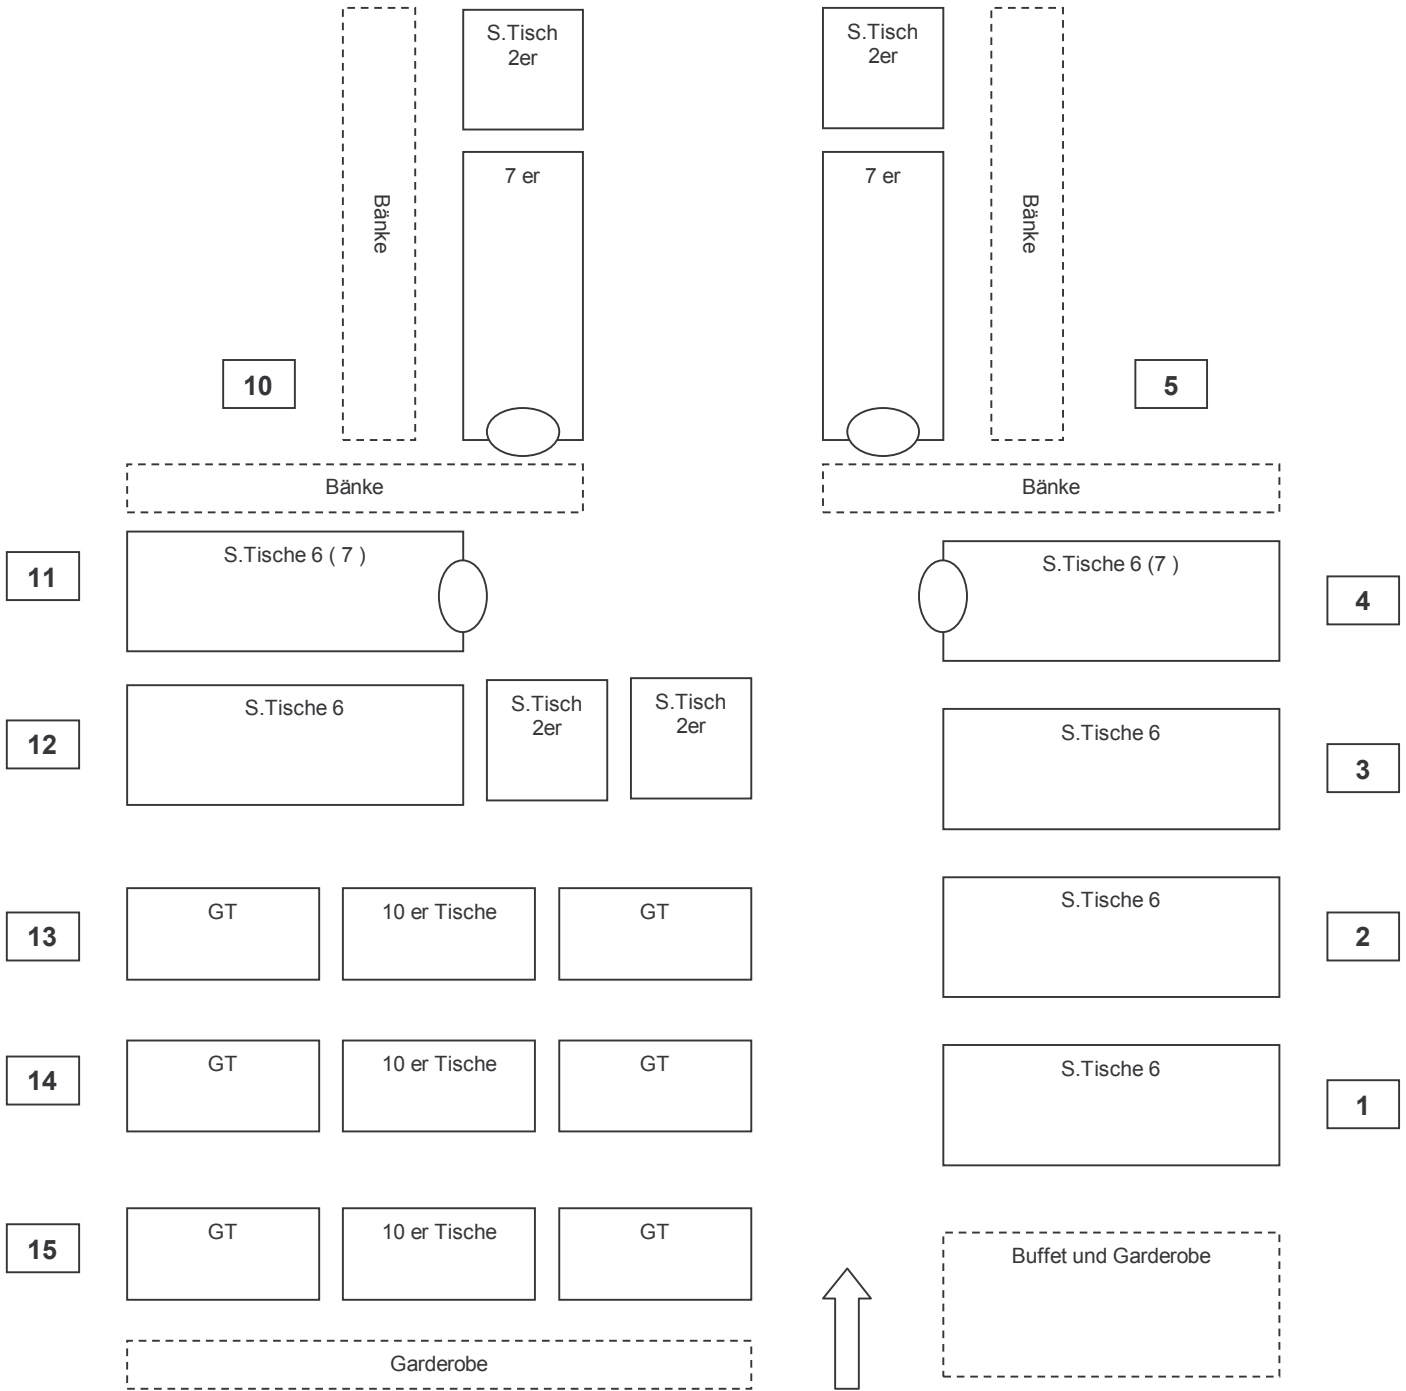 S.Tisch
2er
S.Tisch
2er
7 er
7 er
Bänke
Bänke
10
5
Bänke
Bänke
11
S.Tische 6 ( 7 )
S.Tische 6 (7 )
4
12
S.Tische 6
S.Tisch
2er
S.Tisch
2er
S.Tische 6
3
13
GT
10 er Tische
GT
S.Tische 6
2
14
GT
10 er Tische
GT
S.Tische 6
1
15
GT
10 er Tische
GT
Buffet und Garderobe
Garderobe